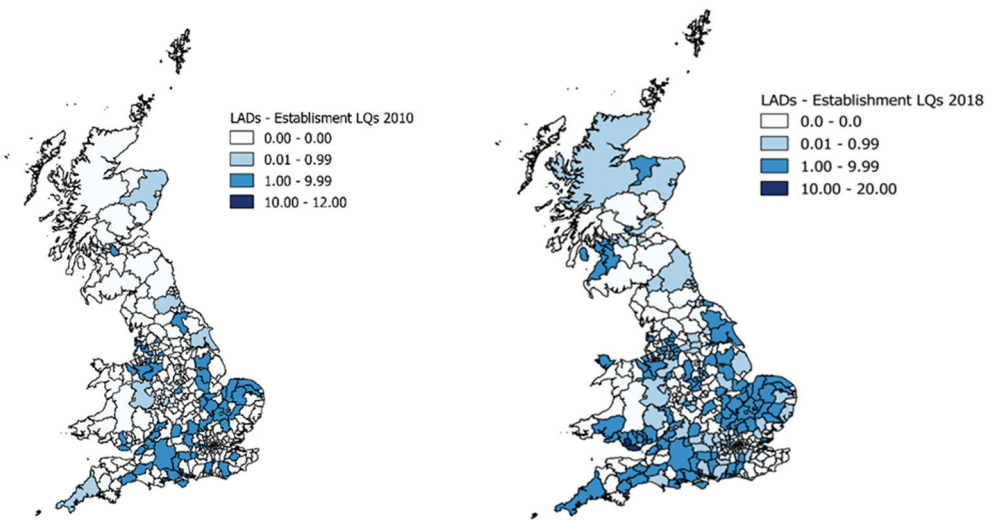 LADs - Establisment LQs 2010
0.00 - 0.00
0.01 - 0.99
1.00 - 9.99
10.00 - 12.00
LADs - Establishment LQs 2018
0.0 - 0.0
0.01 - 0.99
1.00 - 9.99
10.00 - 20.00